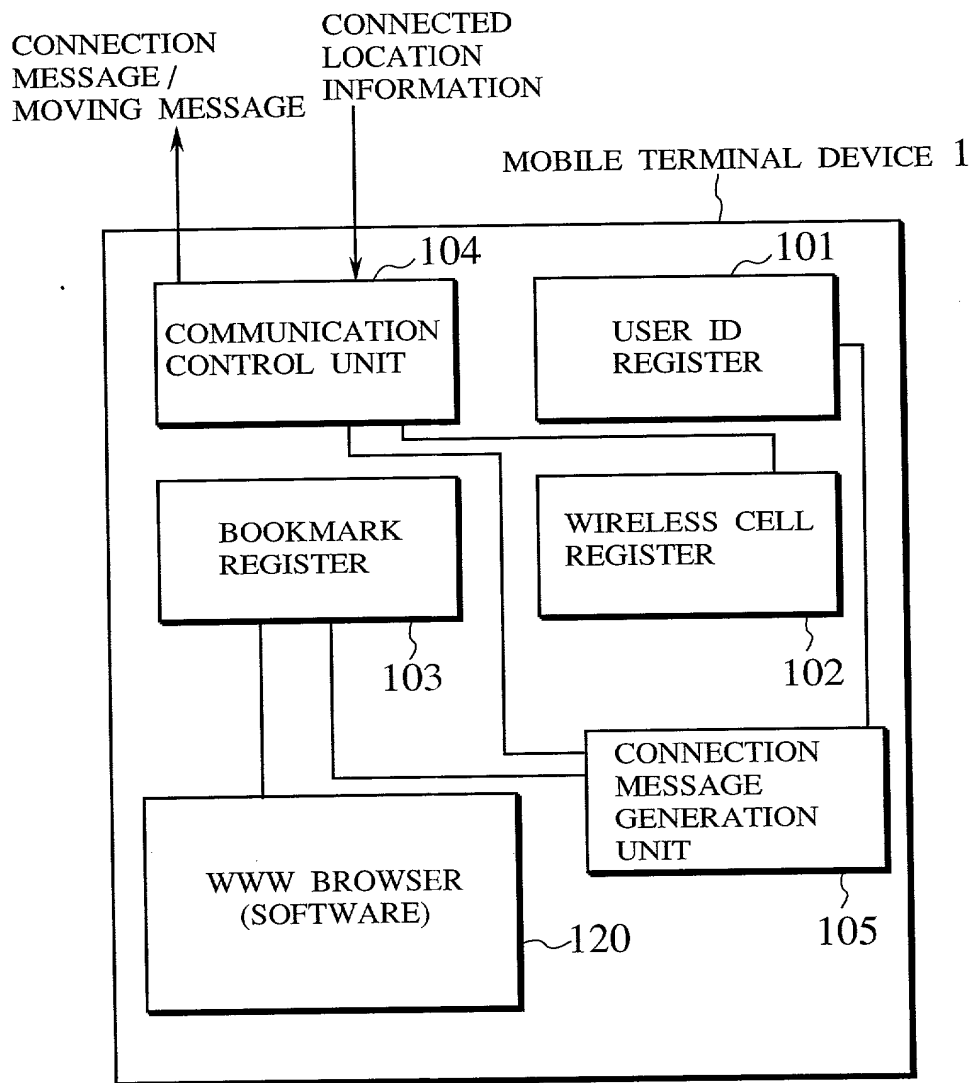 CONNECTION
MESSAGE /
MOVING MESSAGE
CONNECTED
LOCATION
INFORMATION
MOBILE TERMINAL DEVICE 1
104
101
COMMUNICATION
CONTROL UNIT
USER ID
REGISTER
BOOKMARK
REGISTER
WIRELESS CELL
REGISTER
103
102
CONNECTION
MESSAGE
GENERATION
UNIT
WWW BROWSER
(SOFTWARE)
105
120